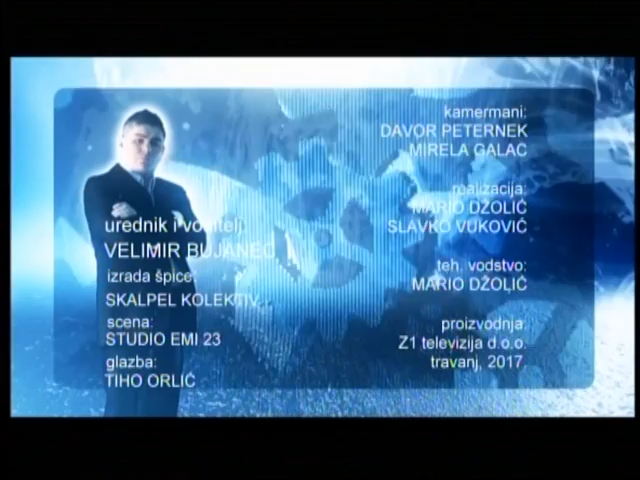 urednik i voditelj:
VELIMIR BUJANEC
izrada špice:
SKALPEL KOLEKTIV
scena:
STUDIO EMI 23
glazba:
TIHO ORLIĆ
kamermani:
DAVOR PETERNEK
MIRELA GALAC
realizacija:
MARIO DŽOLIĆ
SLAVKO VUKOVIĆ
teh. vodstvo:
MARIO DŽOLIĆ
proizvodnja:
Z1 televizija d.o.o.
travanj, 2017.